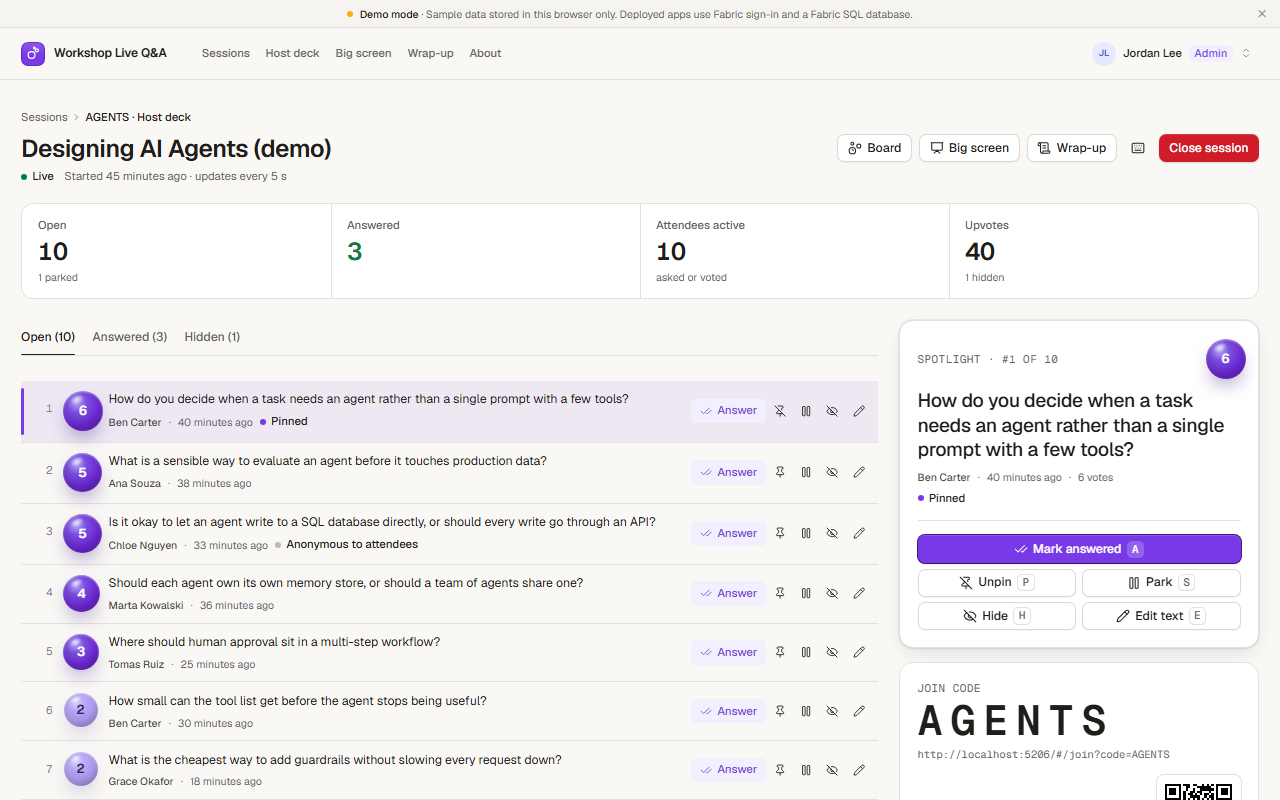 Demo mode · Sample data stored in this browser only. Deployed apps use Fabric sign-in and a Fabric SQL database.
Workshop Live Q&A
Sessions
Host deck
Big screen
Wrap-up
About
JL
Jordan Lee
Admin
Sessions
AGENTS · Host deck
Designing AI Agents (demo)
Board
Big screen
Wrap-up
Close session
Live
Started 45 minutes ago · updates every 5 s
Open
10
1 parked
Answered
3
Attendees active
10
asked or voted
Upvotes
40
1 hidden
Open (10)
Answered (3)
Hidden (1)
1
6
How do you decide when a task needs an agent rather than a single prompt with a few tools?
Ben Carter · 40 minutes ago
Pinned
Answer
2
5
What is a sensible way to evaluate an agent before it touches production data?
Ana Souza · 38 minutes ago
Answer
3
5
Is it okay to let an agent write to a SQL database directly, or should every write go through an API?
Chloe Nguyen · 33 minutes ago
Anonymous to attendees
Answer
4
4
Should each agent own its own memory store, or should a team of agents share one?
Marta Kowalski · 36 minutes ago
Answer
5
3
Where should human approval sit in a multi-step workflow?
Tomas Ruiz · 25 minutes ago
Answer
6
2
How small can the tool list get before the agent stops being useful?
Ben Carter · 30 minutes ago
Answer
7
2
What is the cheapest way to add guardrails without slowing every request down?
Grace Okafor · 18 minutes ago
Answer
SPOTLIGHT · #1 OF 10
6
How do you decide when a task
needs an agent rather than a single
prompt with a few tools?
Ben Carter · 40 minutes ago · 6 votes
Pinned
Mark answered A
Unpin P
Park S
Hide H
Edit text E
JOIN CODE
AGENTS
http://localhost:5206/#/join?code=AGENTS